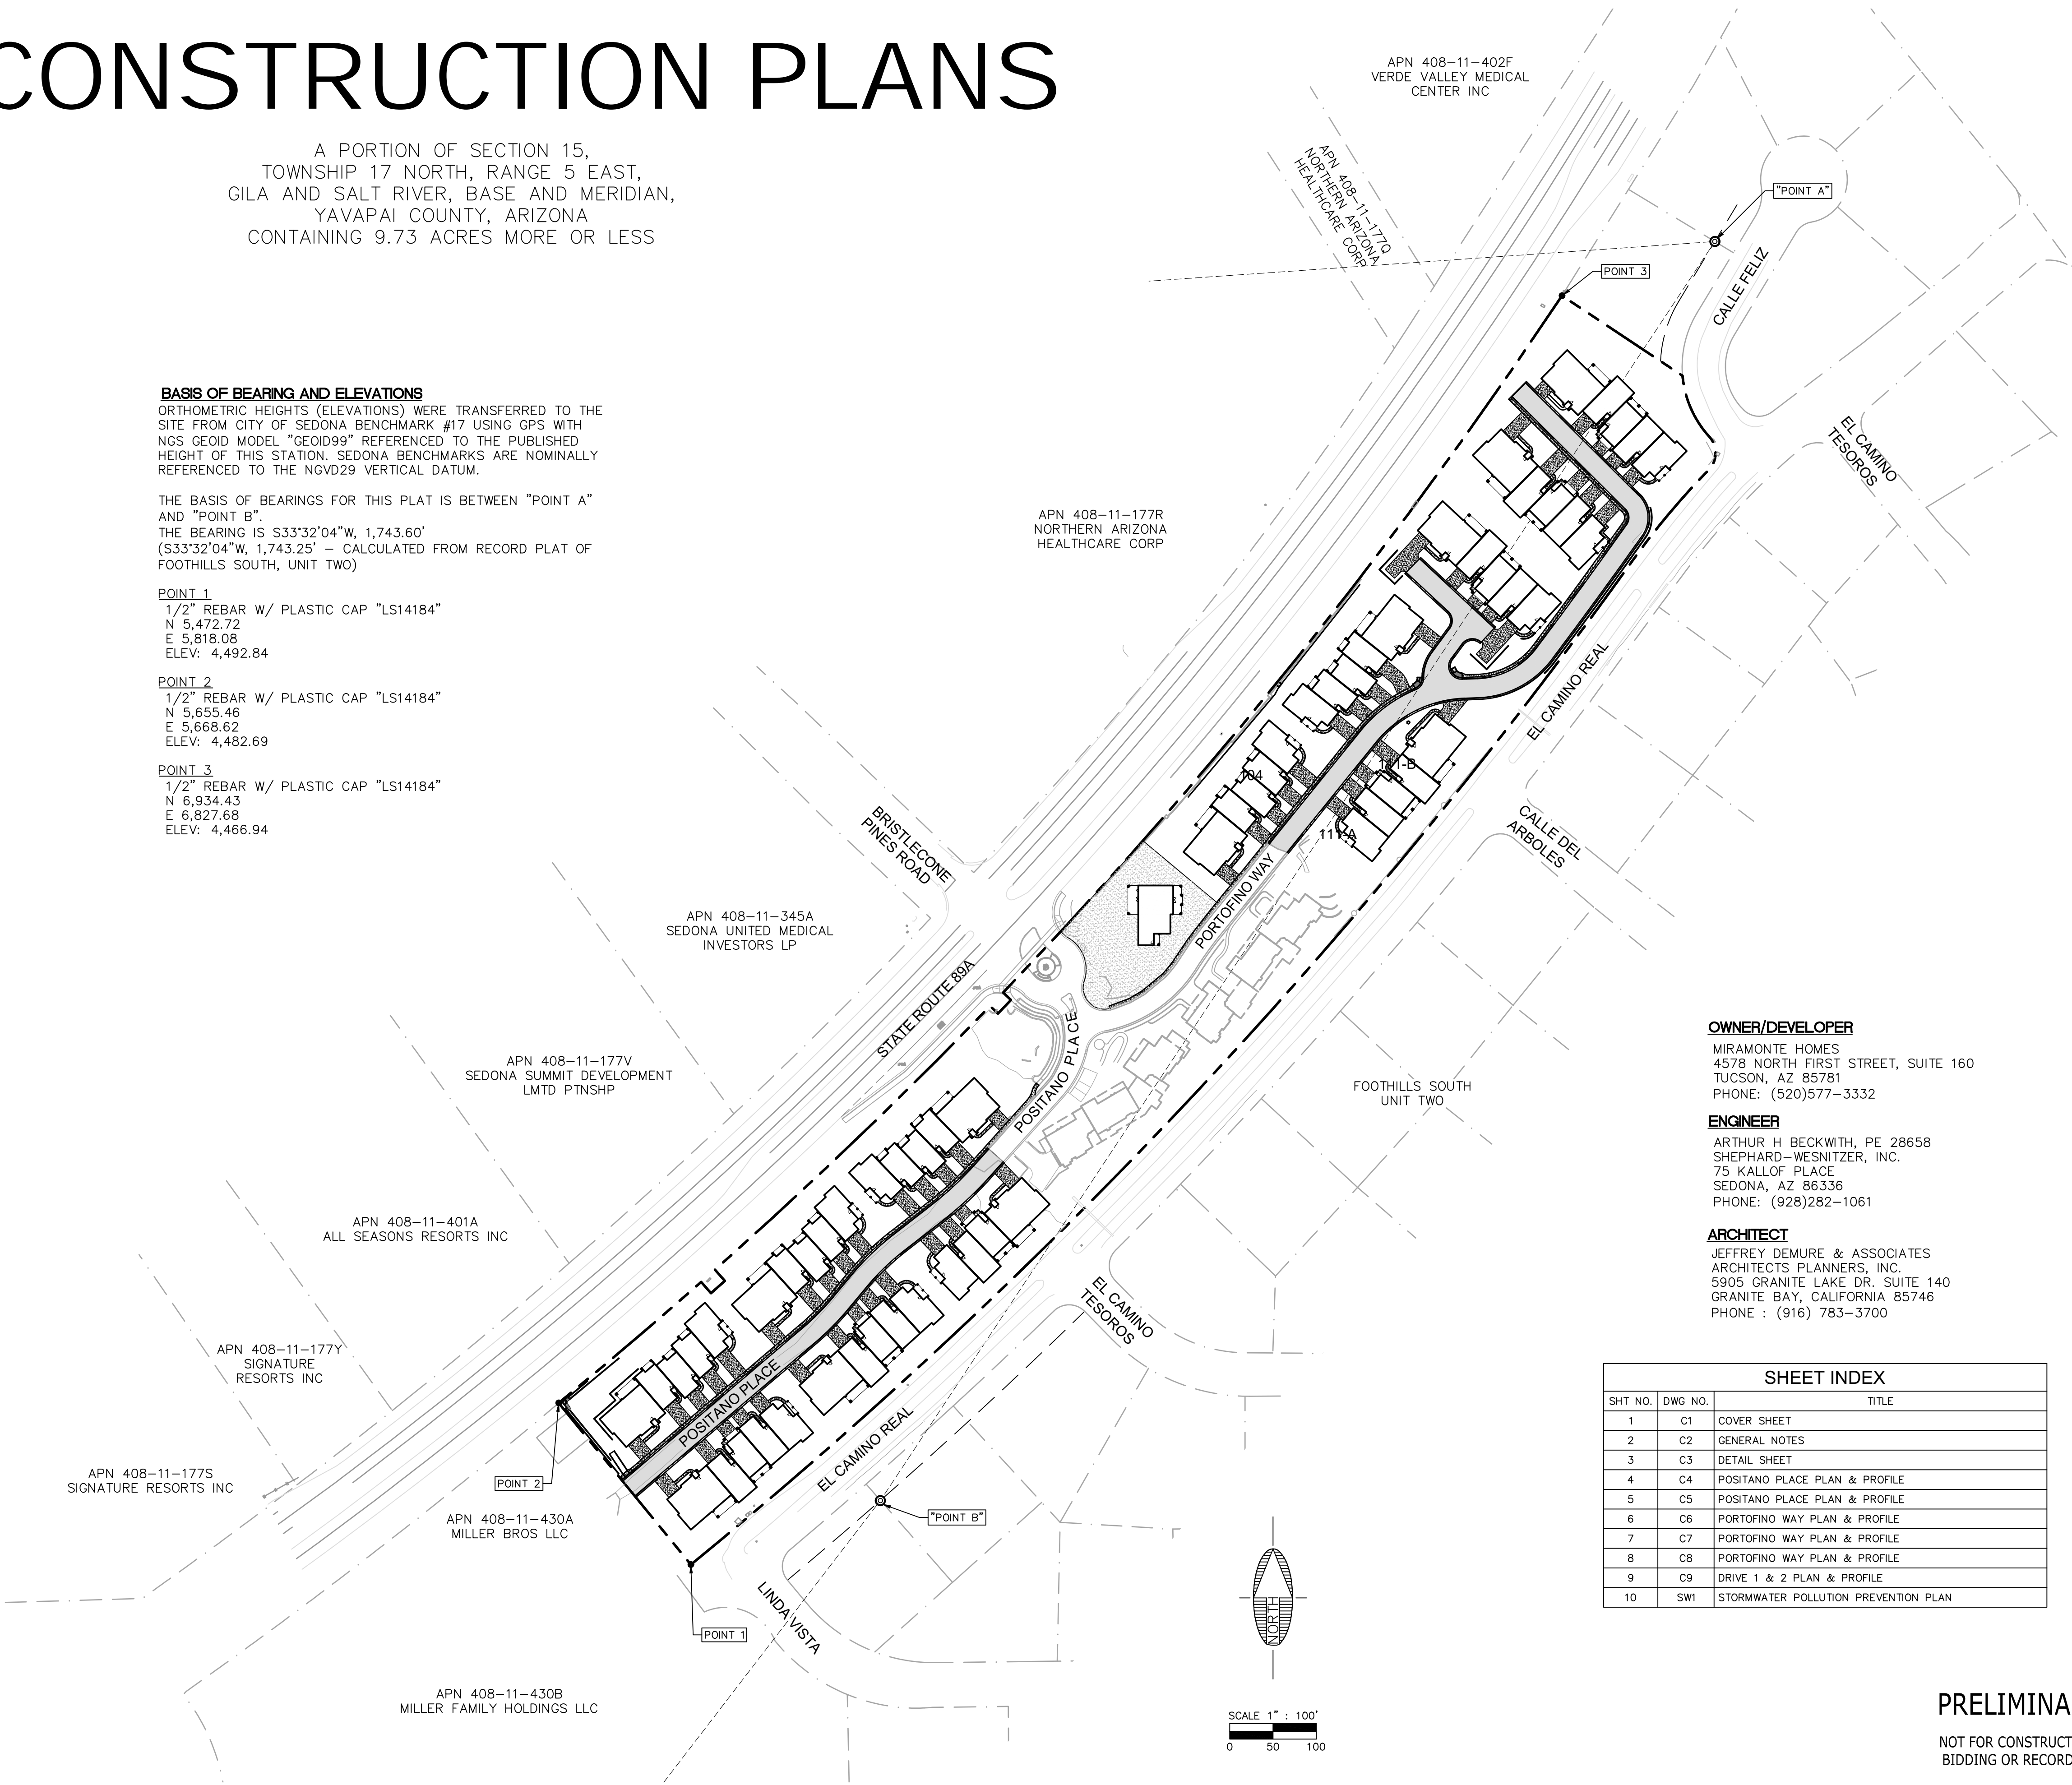 CONSTRUCTION PLANS
A PORTION OF SECTION 15,
TOWNSHIP 17 NORTH, RANGE 5 EAST,
GILA AND SALT RIVER, BASE AND MERIDIAN,
YAVAPAI COUNTY, ARIZONA
CONTAINING 9.73 ACRES MORE OR LESS
BASIS OF BEARING AND ELEVATIONS
ORTHOMETRIC HEIGHTS (ELEVATIONS) WERE TRANSFERRED TO THE
SITE FROM CITY OF SEDONA BENCHMARK #17 USING GPS WITH
NGS GEOID MODEL "GEOID99" REFERENCED TO THE PUBLISHED
HEIGHT OF THIS STATION. SEDONA BENCHMARKS ARE NOMINALLY
REFERENCED TO THE NGVD29 VERTICAL DATUM.
THE BASIS OF BEARINGS FOR THIS PLAT IS BETWEEN "POINT A"
AND "POINT B".
THE BEARING IS S33°32'04"W, 1,743.60'
(S33°32'04"W, 1,743.25' – CALCULATED FROM RECORD PLAT OF
FOOTHILLS SOUTH, UNIT TWO)
POINT 1
1/2" REBAR W/ PLASTIC CAP "LS14184"
N 5,472.72
E 5,818.08
ELEV: 4,492.84
POINT 2
1/2" REBAR W/ PLASTIC CAP "LS14184"
N 5,655.46
E 5,668.62
ELEV: 4,482.69
POINT 3
1/2" REBAR W/ PLASTIC CAP "LS14184"
N 6,934.43
E 6,827.68
ELEV: 4,466.94
APN 408-11-402F
VERDE VALLEY MEDICAL
CENTER INC
APN 408-11-177Q
NORTHERN ARIZONA
HEALTHCARE CORP
"POINT A"
POINT 3
CALLE FELIZ
EL CAMINO
TESOROS
APN 408-11-177R
NORTHERN ARIZONA
HEALTHCARE CORP
EL CAMINO REAL
104
111-B
111-A
CALLE DEL
ARBOLES
BRISTLECONE
PINES ROAD
PORTOFINO WAY
APN 408-11-345A
SEDONA UNITED MEDICAL
INVESTORS LP
STATE ROUTE 89A
POSITANO PLACE
APN 408-11-177V
SEDONA SUMMIT DEVELOPMENT
LMTD PTNSHP
FOOTHILLS SOUTH
UNIT TWO
APN 408-11-401A
ALL SEASONS RESORTS INC
EL CAMINO
TESOROS
APN 408-11-177Y
SIGNATURE
RESORTS INC
POSITANO PLACE
EL CAMINO REAL
APN 408-11-177S
SIGNATURE RESORTS INC
POINT 2
APN 408-11-430A
MILLER BROS LLC
"POINT B"
LINDA VISTA
POINT 1
APN 408-11-430B
MILLER FAMILY HOLDINGS LLC
NORTH
SCALE 1" : 100'
0 50 100
OWNER/DEVELOPER
MIRAMONTE HOMES
4578 NORTH FIRST STREET, SUITE 160
TUCSON, AZ 85781
PHONE: (520)577-3332
ENGINEER
ARTHUR H BECKWITH, PE 28658
SHEPHARD-WESNITZER, INC.
75 KALLOF PLACE
SEDONA, AZ 86336
PHONE: (928)282-1061
ARCHITECT
JEFFREY DEMURE & ASSOCIATES
ARCHITECTS PLANNERS, INC.
5905 GRANITE LAKE DR. SUITE 140
GRANITE BAY, CALIFORNIA 85746
PHONE : (916) 783-3700
SHEET INDEX
SHT NO. DWG NO. TITLE
1 C1 COVER SHEET
2 C2 GENERAL NOTES
3 C3 DETAIL SHEET
4 C4 POSITANO PLACE PLAN & PROFILE
5 C5 POSITANO PLACE PLAN & PROFILE
6 C6 PORTOFINO WAY PLAN & PROFILE
7 C7 PORTOFINO WAY PLAN & PROFILE
8 C8 PORTOFINO WAY PLAN & PROFILE
9 C9 DRIVE 1 & 2 PLAN & PROFILE
10 SW1 STORMWATER POLLUTION PREVENTION PLAN
PRELIMINA
NOT FOR CONSTRUCT
BIDDING OR RECORD